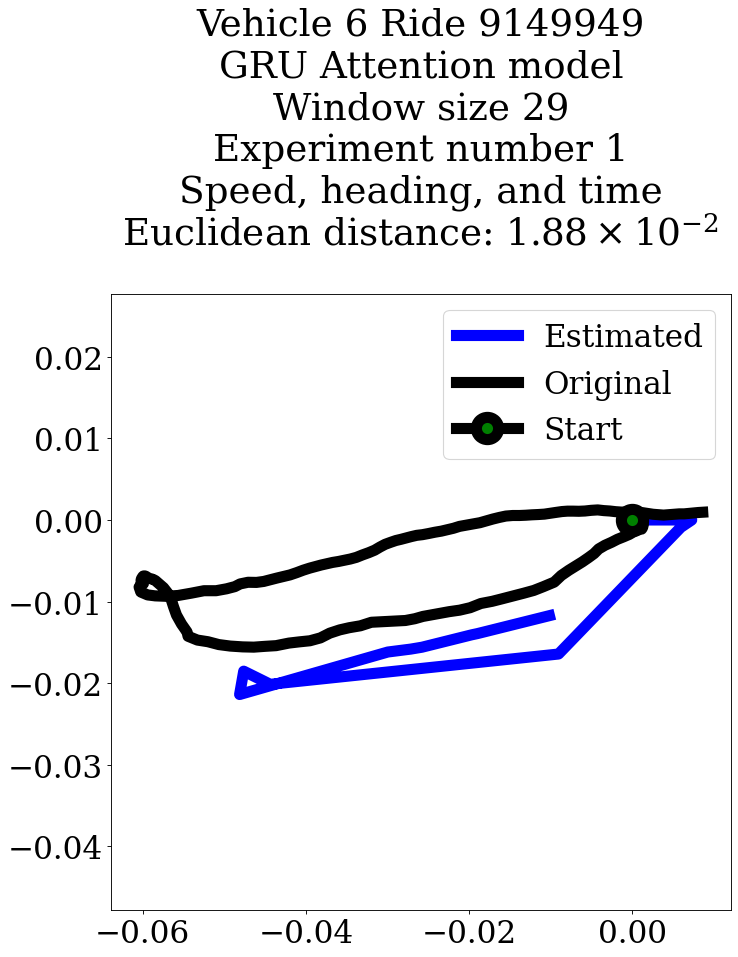 Vehicle 6 Ride 9149949
GRU Attention model
Window size 29
Experiment number 1
Speed, heading, and time
Euclidean distance: 1.88 × 10⁻²
Estimated
Original
Start
0.02
0.01
0.00
−0.01
−0.02
−0.03
−0.04
−0.06 −0.04 −0.02 0.00